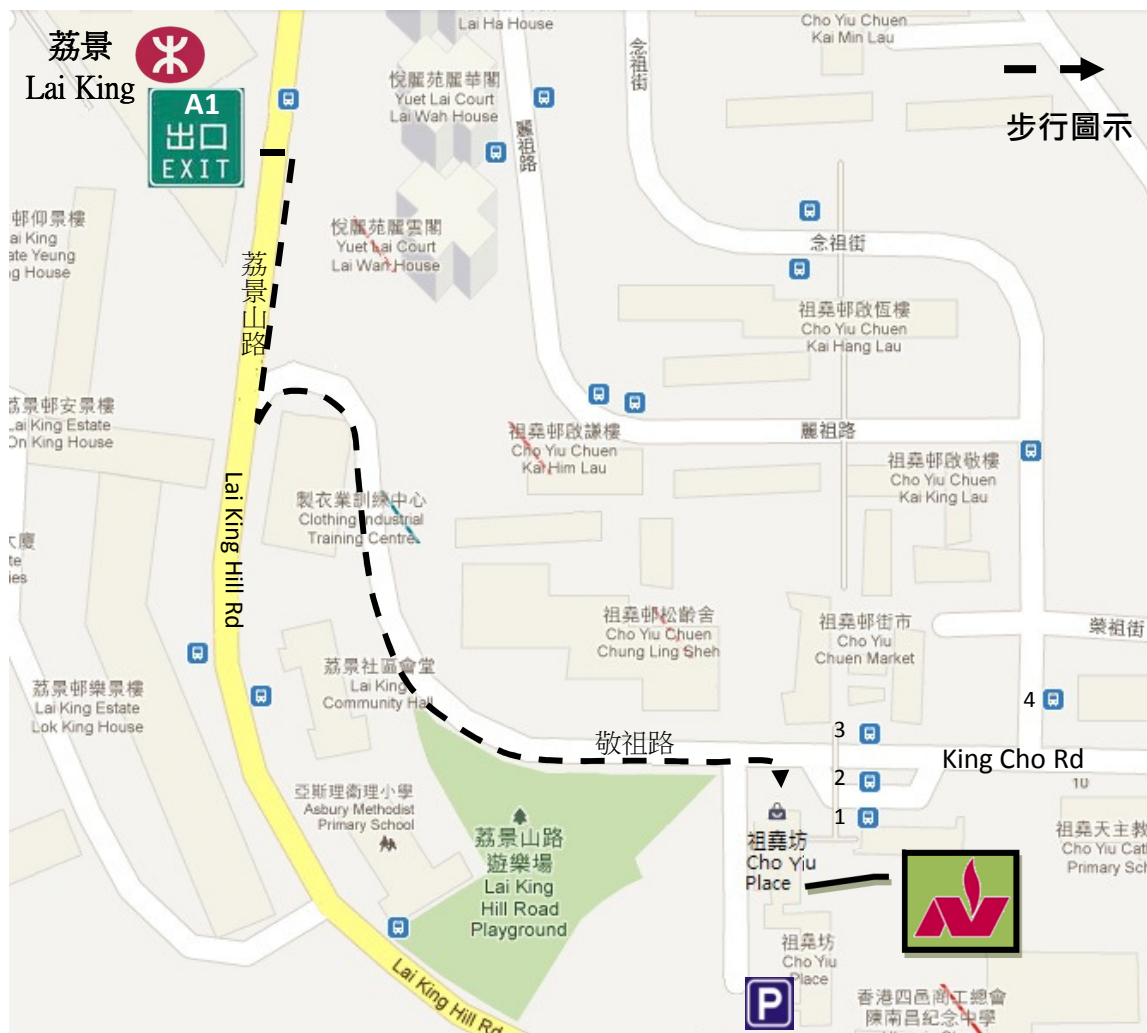 荔景
Lai King
A1
出口
EXIT
步行圖示
Lai Ha House
悅麗苑麗華閣
Yuet Lai Court
Lai Wah House
麗祖路
念祖街
Cho Yiu Chuen
Kai Min Lau
邨仰景樓
ai King
ate Yeung
g House
悅麗苑麗雲閣
Yuet Lai Court
Lai Wan House
荔景山路
念祖街
祖堯邨啟恆樓
Cho Yiu Chuen
Kai Hang Lau
荔景邨安景樓
Lai King Estate
On King House
祖堯邨啟謙樓
Cho Yiu Chuen
Kai Him Lau
麗祖路
祖堯邨啟敬樓
Cho Yiu Chuen
Kai King Lau
Lai King Hill Rd
製衣業訓練中心
Clothing Industrial
Training Centre
大廈
te
ies
祖堯邨松齡舍
Cho Yiu Chuen
Chung Ling Sheh
祖堯邨街市
Cho Yiu
Chuen Market
榮祖街
荔景社區會堂
Lai King
Community Hall
荔景邨樂景樓
Lai King Estate
Lok King House
敬祖路
King Cho Rd
4
3
2
1
10
亞斯理衞理小學
Asbury Methodist
Primary School
荔景山路
遊樂場
Lai King
Hill Road
Playground
祖堯坊
Cho Yiu
Place
祖堯天主教
Cho Yiu Cath
Primary Sch
祖堯坊
Cho Yiu
Place
Lai King Hill Rd
P
香港四邑商工總會
陳南昌紀念中學